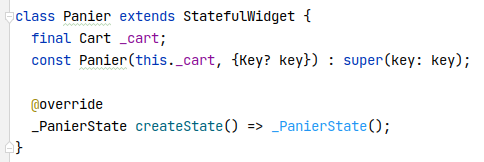 class Panier extends StatefulWidget {
  final Cart _cart;
  const Panier(this._cart, {Key? key}) : super(key: key);

  @override
  _PanierState createState() => _PanierState();
}